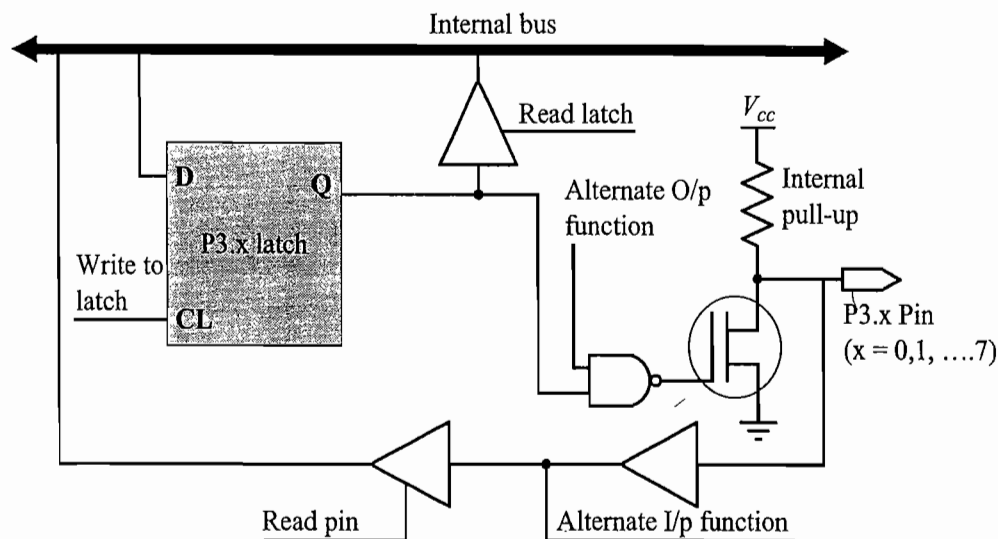 Internal bus
Read latch
V_cc
D
Q
Alternate O/p
function
Internal
pull-up
P3.x latch
Write to
latch
CL
P3.x Pin
(x = 0,1, ....7)
Read pin
Alternate I/p function